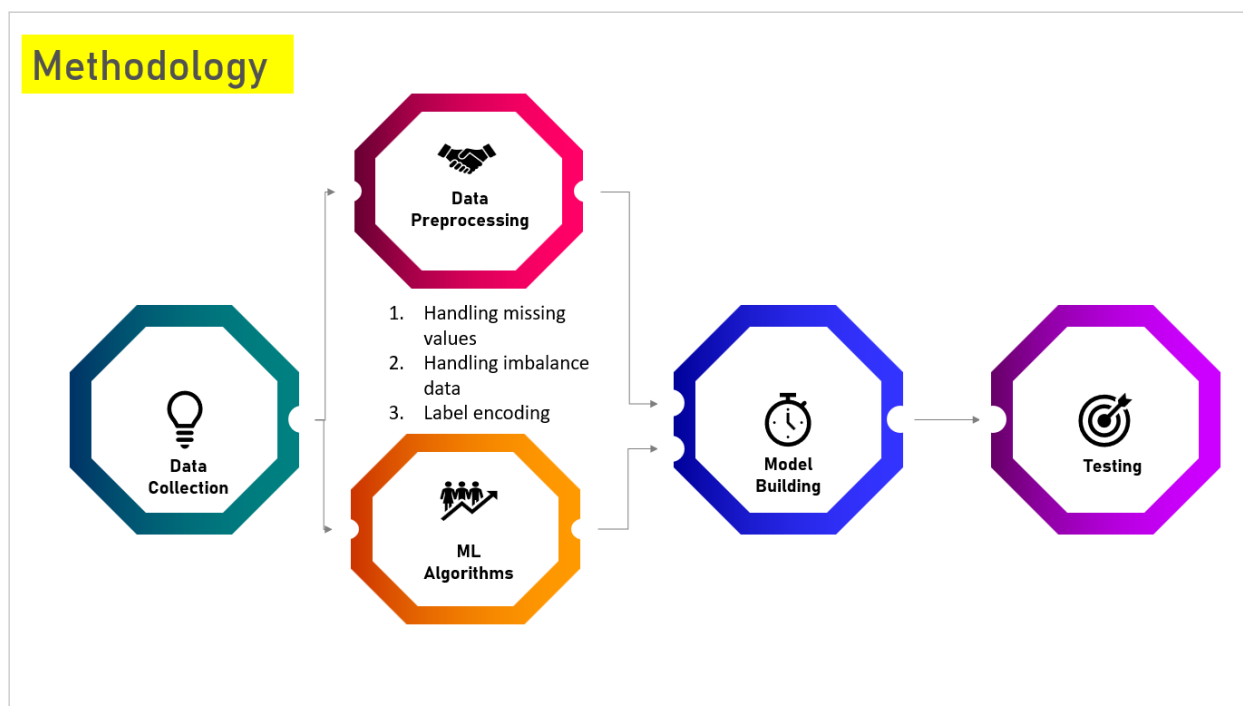 Methodology
Data
Preprocessing
1. Handling missing
values
2. Handling imbalance
data
3. Label encoding
Data
Collection
ML
Algorithms
Model
Building
Testing